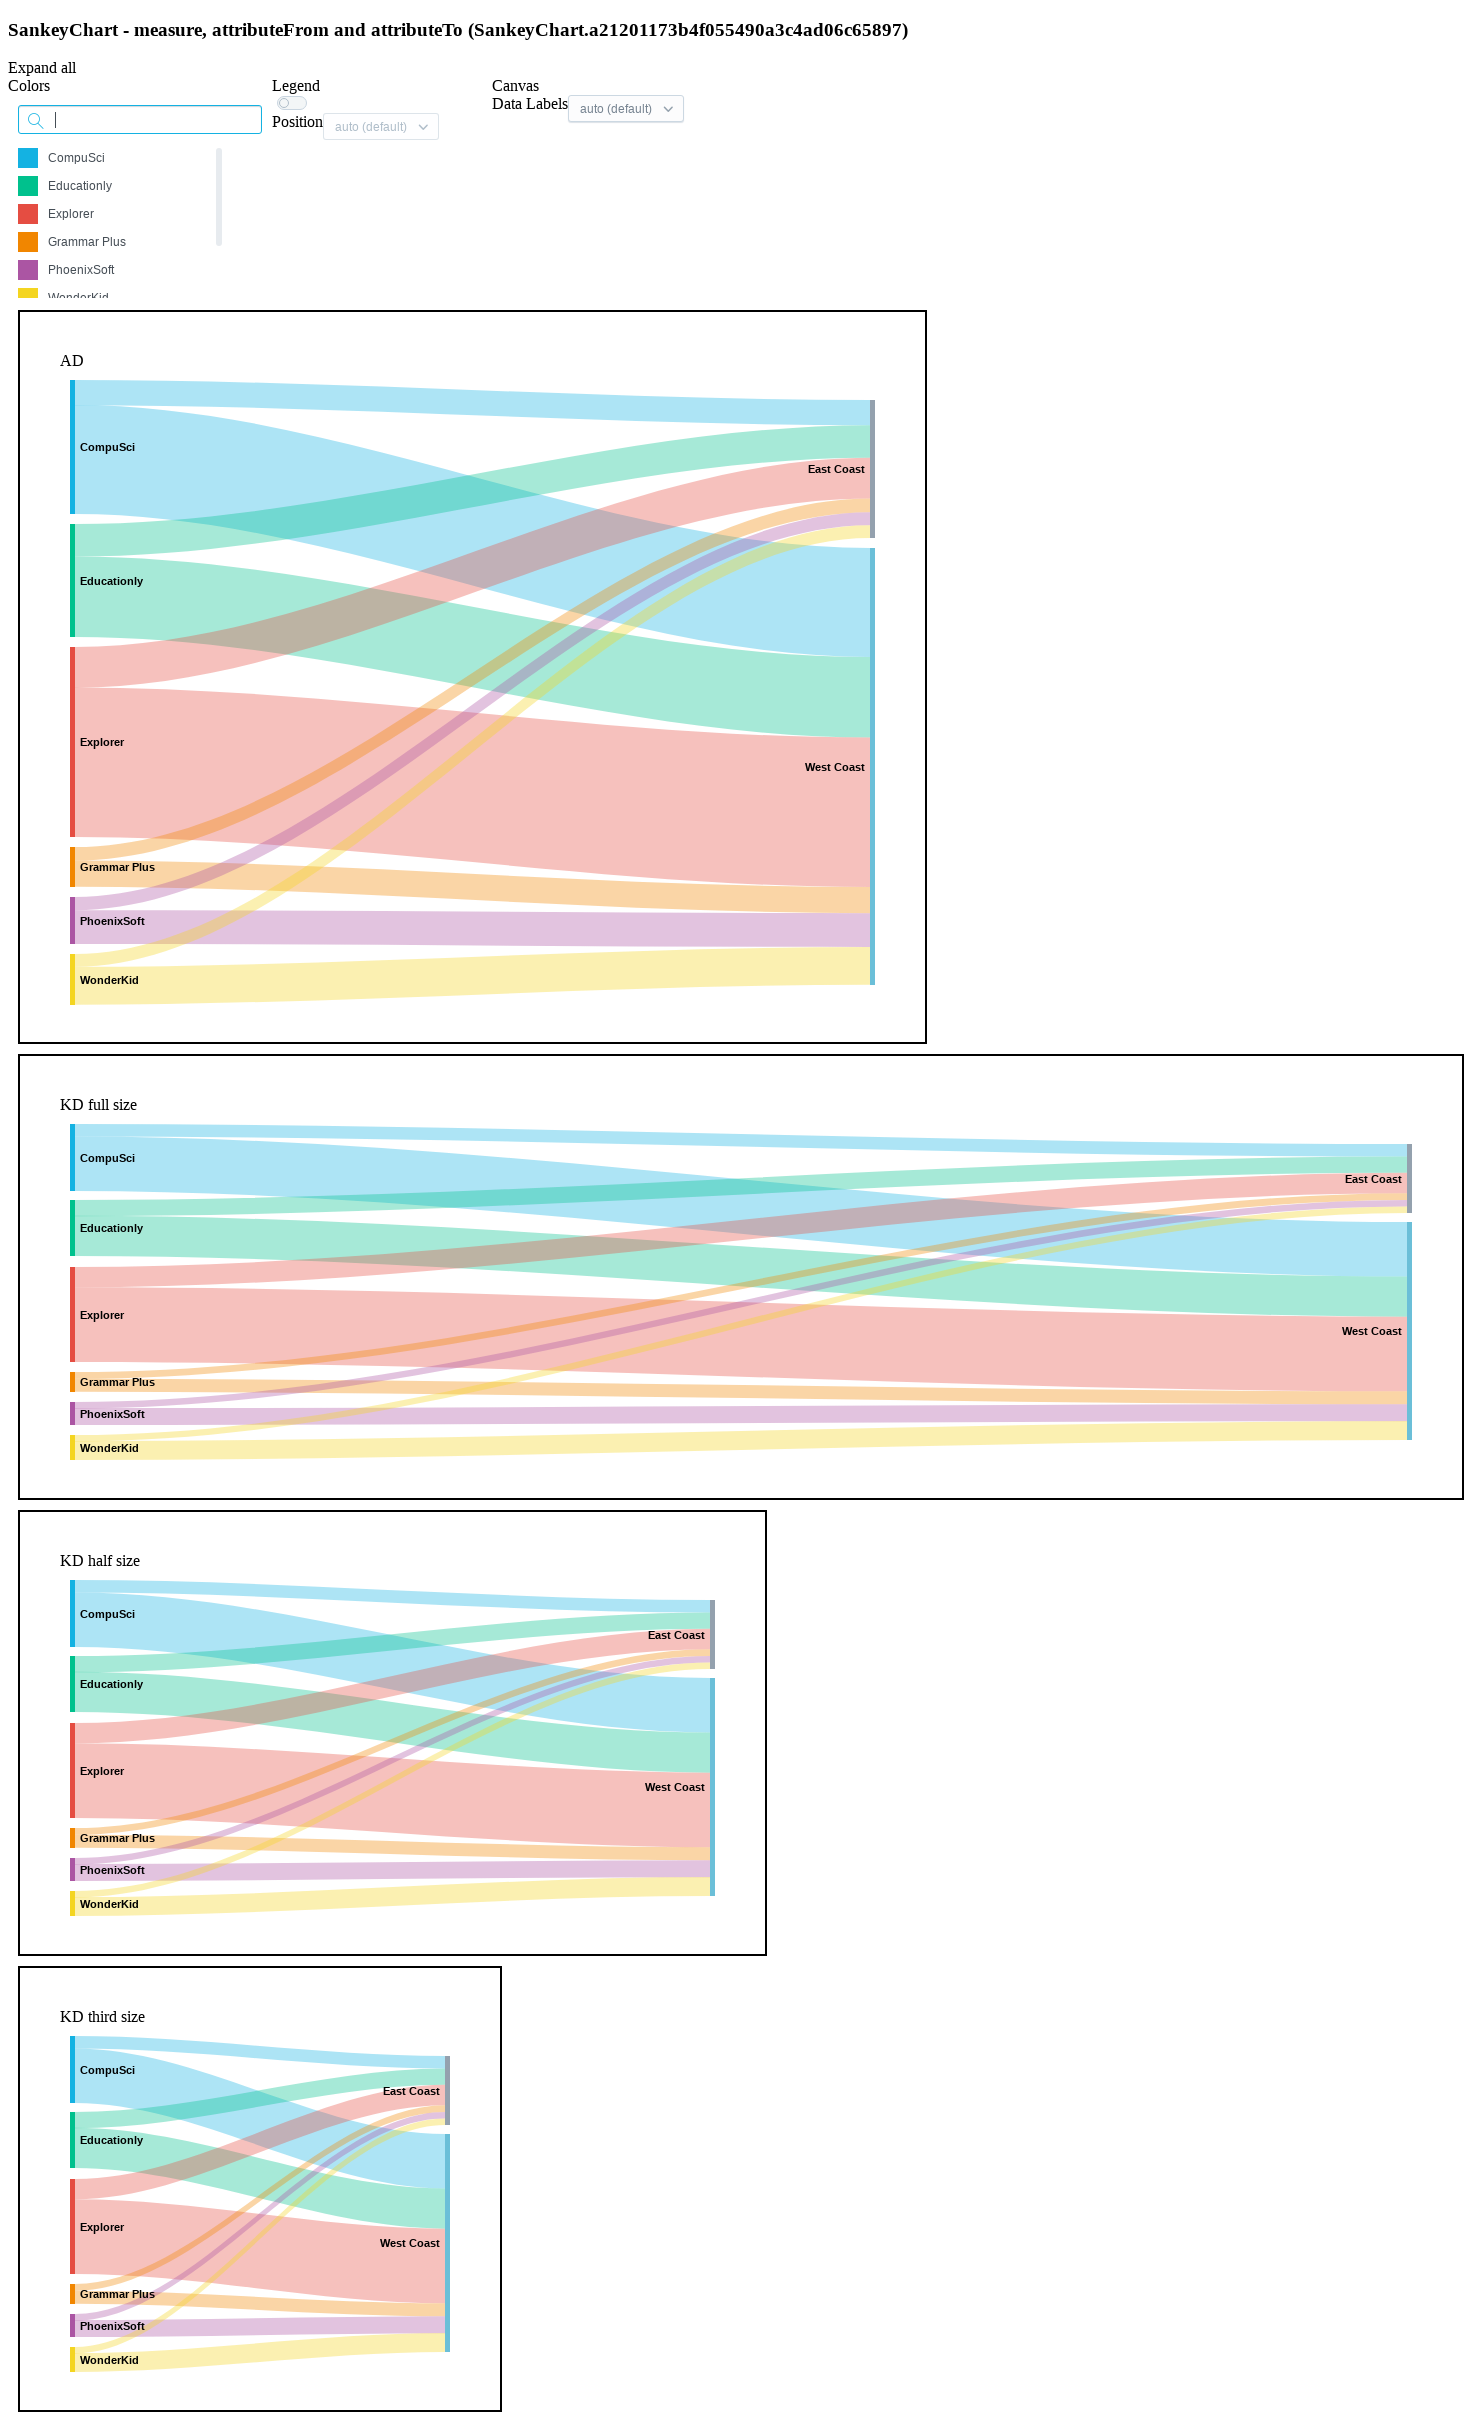 SankeyChart - measure, attributeFrom and attributeTo (SankeyChart.a21201173b4f055490a3c4ad06c65897)
Expand all
Colors
CompuSci
Educationly
Explorer
Grammar Plus
PhoenixSoft
WonderKid
Legend
Position auto (default)
Canvas
Data Labels auto (default)
AD
CompuSci
East Coast
Educationly
Explorer
West Coast
Grammar Plus
PhoenixSoft
WonderKid
KD full size
CompuSci
East Coast
Educationly
Explorer
West Coast
Grammar Plus
PhoenixSoft
WonderKid
KD half size
CompuSci
East Coast
Educationly
Explorer
West Coast
Grammar Plus
PhoenixSoft
WonderKid
KD third size
CompuSci
East Coast
Educationly
Explorer
West Coast
Grammar Plus
PhoenixSoft
WonderKid